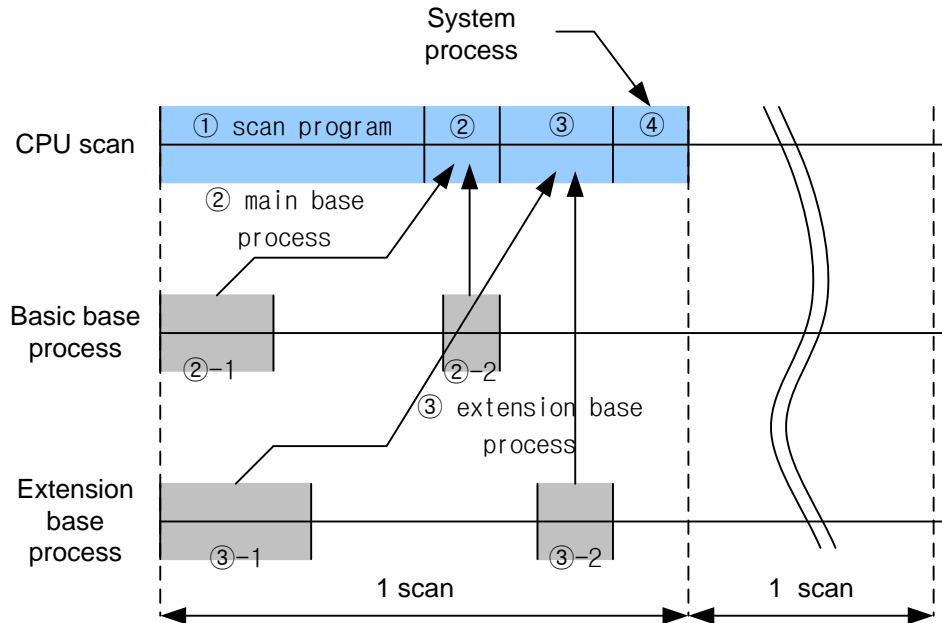 System
process
CPU scan
① scan program
②
③
④
② main base
process
Basic base
process
②-1
②-2
③ extension base
process
Extension
base
process
③-1
③-2
1 scan
1 scan